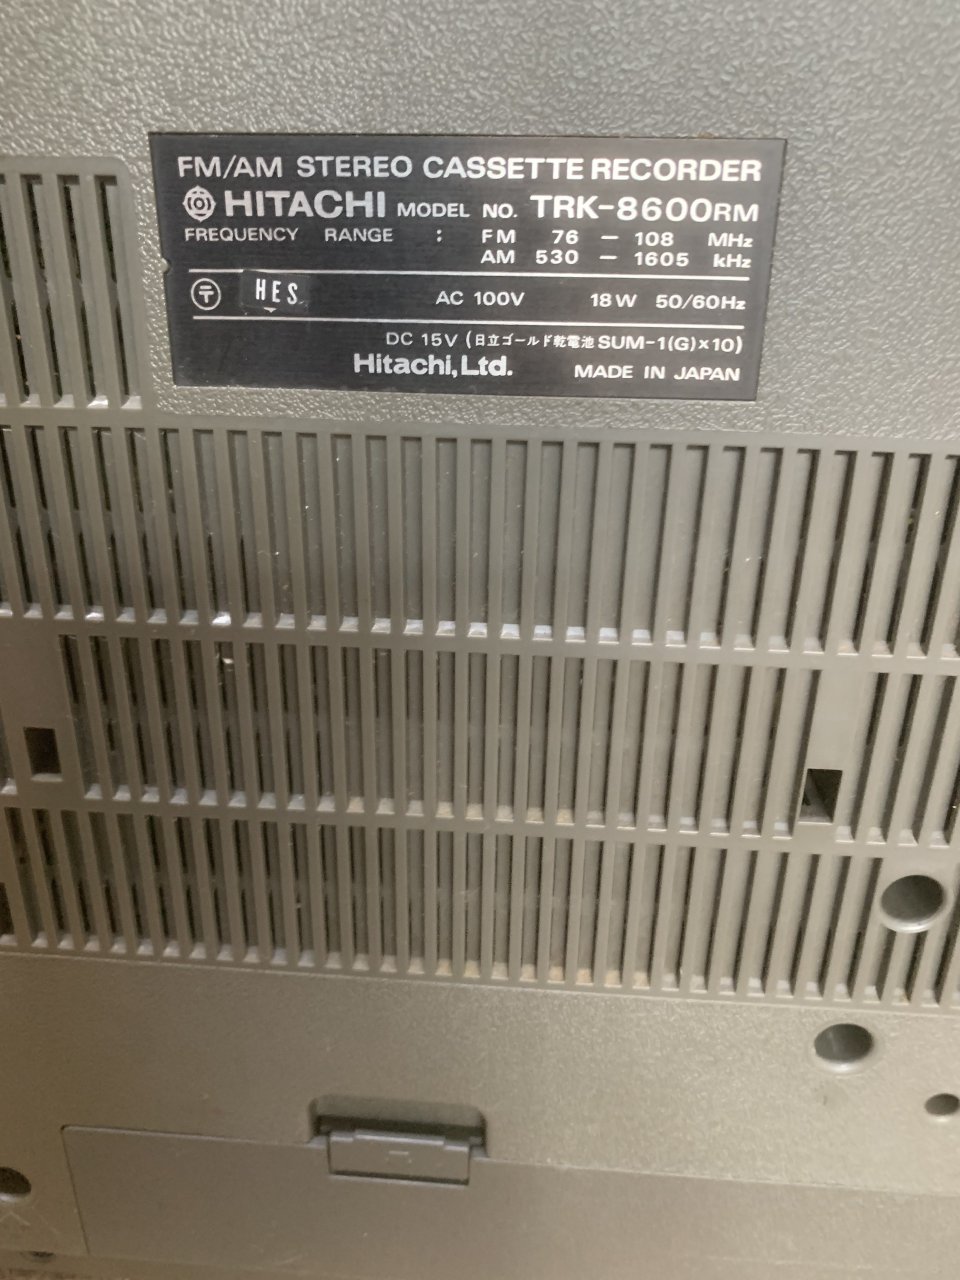 FM/AM STEREO CASSETTE RECORDER
HITACHI MODEL NO. TRK-8600RM
FREQUENCY RANGE : FM 76 – 108 MHz
AM 530 – 1605 kHz
〒 HES AC 100V 18W 50/60Hz
DC 15V (日立ゴールド乾電池 SUM-1(G)×10)
Hitachi,Ltd. MADE IN JAPAN